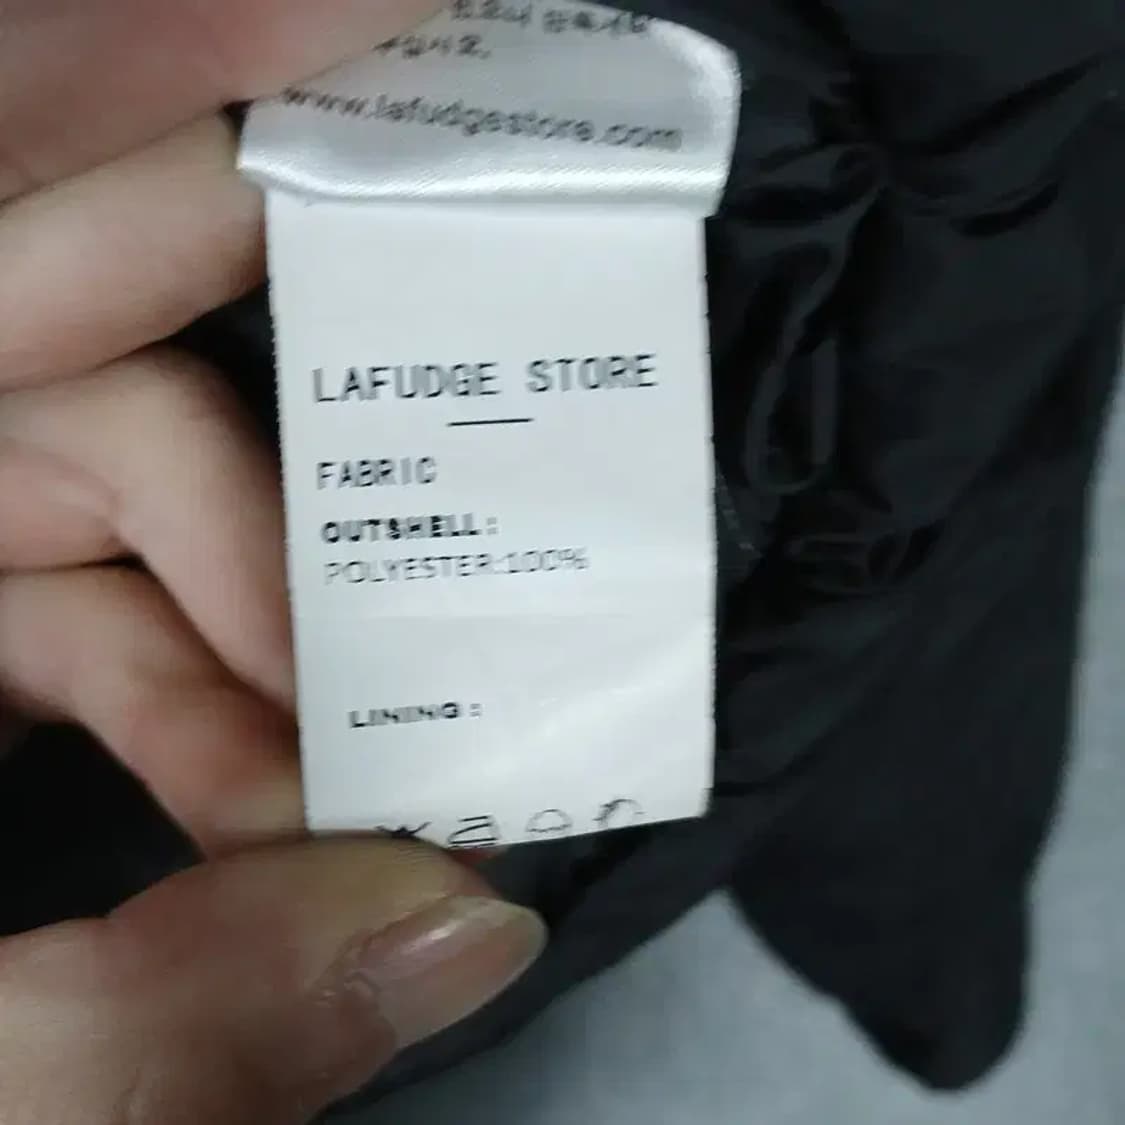 www.lafudgestore.com
LAFUDGE STORE
FABRIC
OUTSHELL:
POLYESTER:100%
LINING: